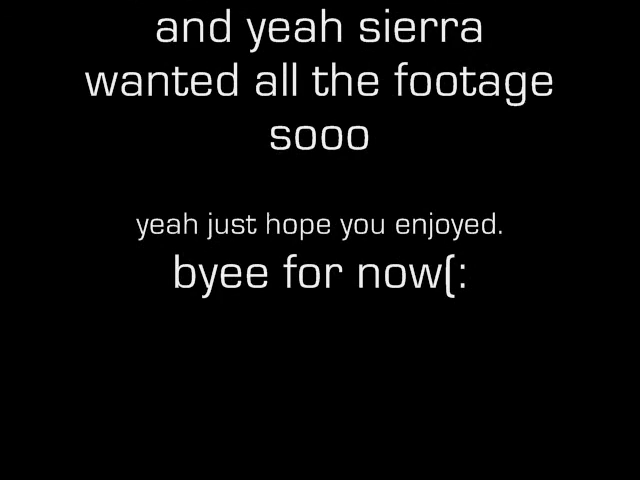 and yeah sierra
wanted all the footage
sooo
yeah just hope you enjoyed.
byee for now(: